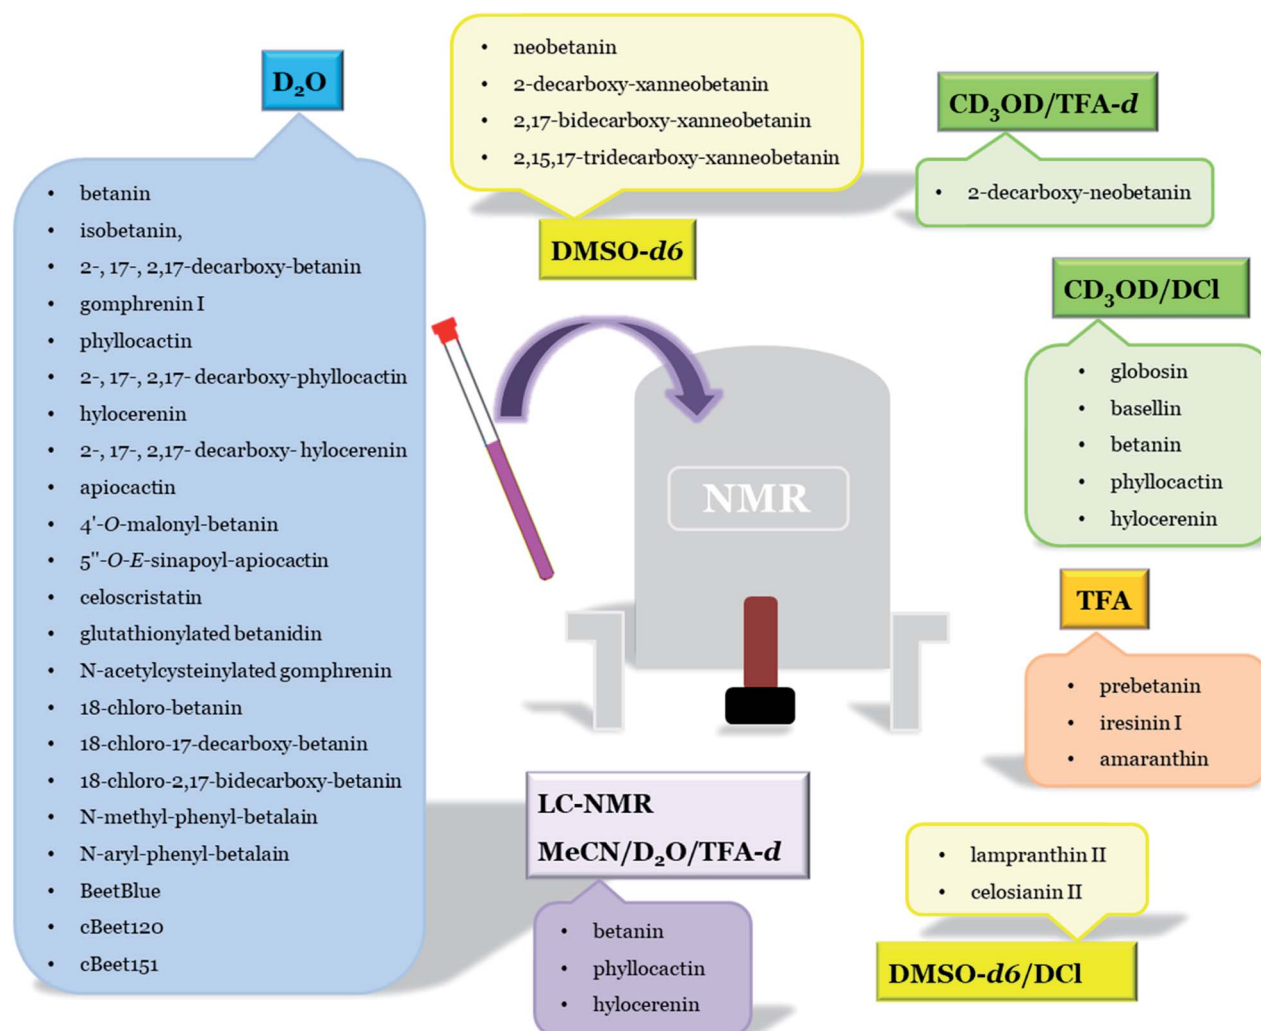 D₂O
• betanin
• isobetanin,
• 2-, 17-, 2,17-decarboxy-betanin
• gomphrenin I
• phyllocactin
• 2-, 17-, 2,17- decarboxy-phyllocactin
• hylocerenin
• 2-, 17-, 2,17- decarboxy- hylocerenin
• apiocactin
• 4'-O-malonyl-betanin
• 5''-O-E-sinapoyl-apiocactin
• celoscristatin
• glutathionylated betanidin
• N-acetylcysteinylated gomphrenin
• 18-chloro-betanin
• 18-chloro-17-decarboxy-betanin
• 18-chloro-2,17-bidecarboxy-betanin
• N-methyl-phenyl-betalain
• N-aryl-phenyl-betalain
• BeetBlue
• cBeet120
• cBeet151
• neobetanin
• 2-decarboxy-xanneobetanin
• 2,17-bidecarboxy-xanneobetanin
• 2,15,17-tridecarboxy-xanneobetanin
DMSO-d6
CD₃OD/TFA-d
• 2-decarboxy-neobetanin
CD₃OD/DCl
• globosin
• basellin
• betanin
• phyllocactin
• hylocerenin
NMR
TFA
• prebetanin
• iresinin I
• amaranthin
LC-NMR
MeCN/D₂O/TFA-d
• betanin
• phyllocactin
• hylocerenin
• lampranthin II
• celosianin II
DMSO-d6/DCl